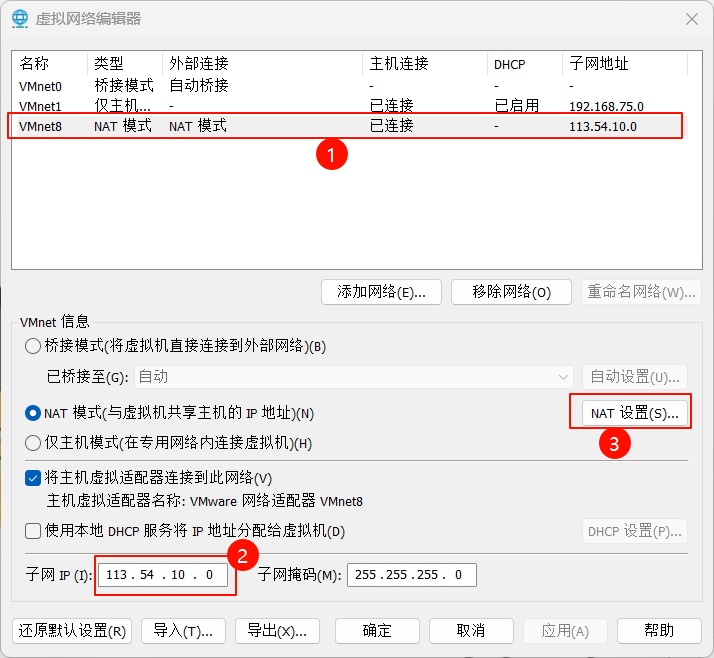 虚拟网络编辑器
名称 类型 外部连接 主机连接 DHCP 子网地址
VMnet0 桥接模式 自动桥接 - - -
VMnet1 仅主机... - 已连接 已启用 192.168.75.0
VMnet8 NAT 模式 NAT 模式 已连接 - 113.54.10.0
1
添加网络(E)... 移除网络(O) 重命名网络(W)...
VMnet 信息
桥接模式(将虚拟机直接连接到外部网络)(B)
已桥接至(G): 自动 自动设置(U)...
NAT 模式(与虚拟机共享主机的 IP 地址)(N) NAT 设置(S)...
仅主机模式(在专用网络内连接虚拟机)(H) 3
将主机虚拟适配器连接到此网络(V)
主机虚拟适配器名称: VMware 网络适配器 VMnet8
使用本地 DHCP 服务将 IP 地址分配给虚拟机(D) DHCP 设置(P)...
2
子网 IP (I): 113 . 54 . 10 . 0 子网掩码(M): 255 . 255 . 255 . 0
还原默认设置(R) 导入(T)... 导出(X)... 确定 取消 应用(A) 帮助